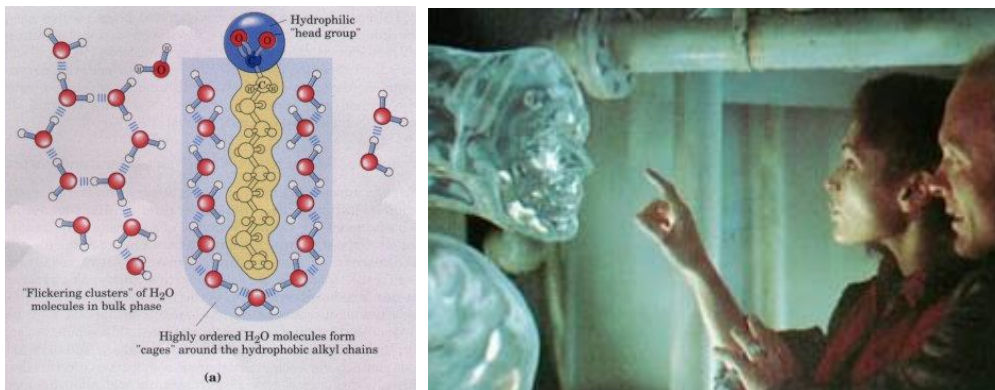 Hydrophilic
"head group"
O
O
H
H
O
H
H
"Flickering clusters" of H₂O
molecules in bulk phase
Highly ordered H₂O molecules form
"cages" around the hydrophobic alkyl chains
(a)